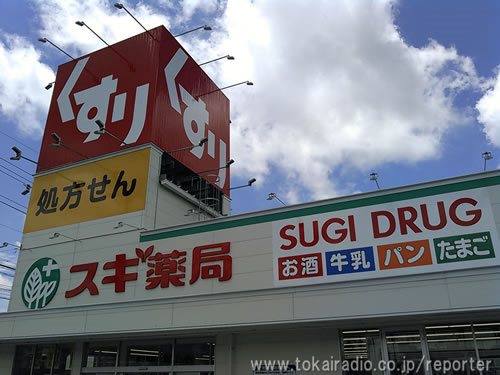 くすり
くすり
処方せん
スギ薬局
SUGI DRUG
お酒 牛乳 パン たまご
www.tokairadio.co.jp/reporter